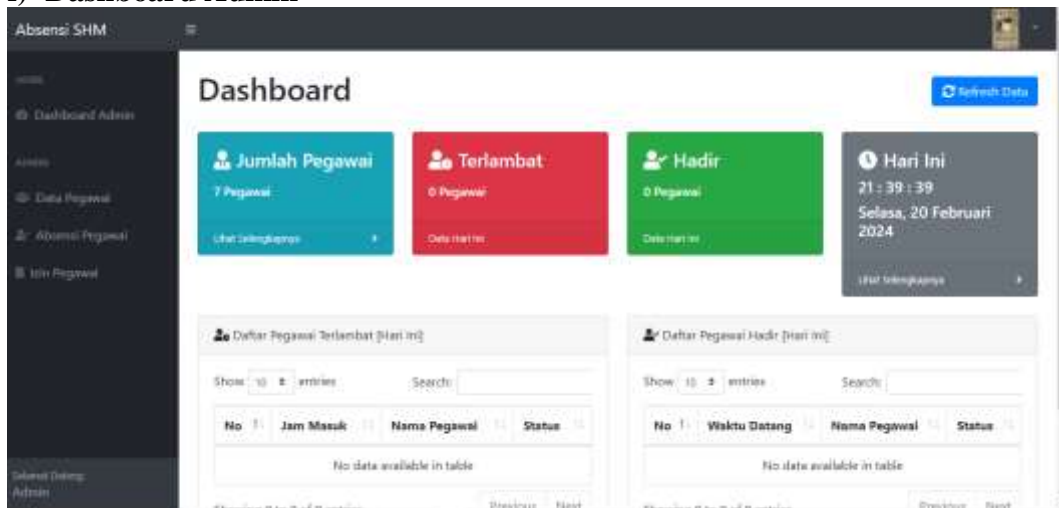 Absensi SHM
Dashboard Admin
Data Pegawai
Absensi Pegawai
Izin Pegawai
Selamat Datang:
Admin
Dashboard
Refresh Data
Jumlah Pegawai
7 Pegawai
Lihat Selengkapnya
Terlambat
0 Pegawai
Data Hari Ini
Hadir
0 Pegawai
Data Hari Ini
Hari Ini
21 : 39 : 39
Selasa, 20 Februari
2024
Lihat Selengkapnya
Daftar Pegawai Terlambat [Hari Ini]
Show 10 entries Search:
No Jam Masuk Nama Pegawai Status
No data available in table
Previous Next
Daftar Pegawai Hadir [Hari Ini]
Show 10 entries Search:
No Waktu Datang Nama Pegawai Status
No data available in table
Previous Next